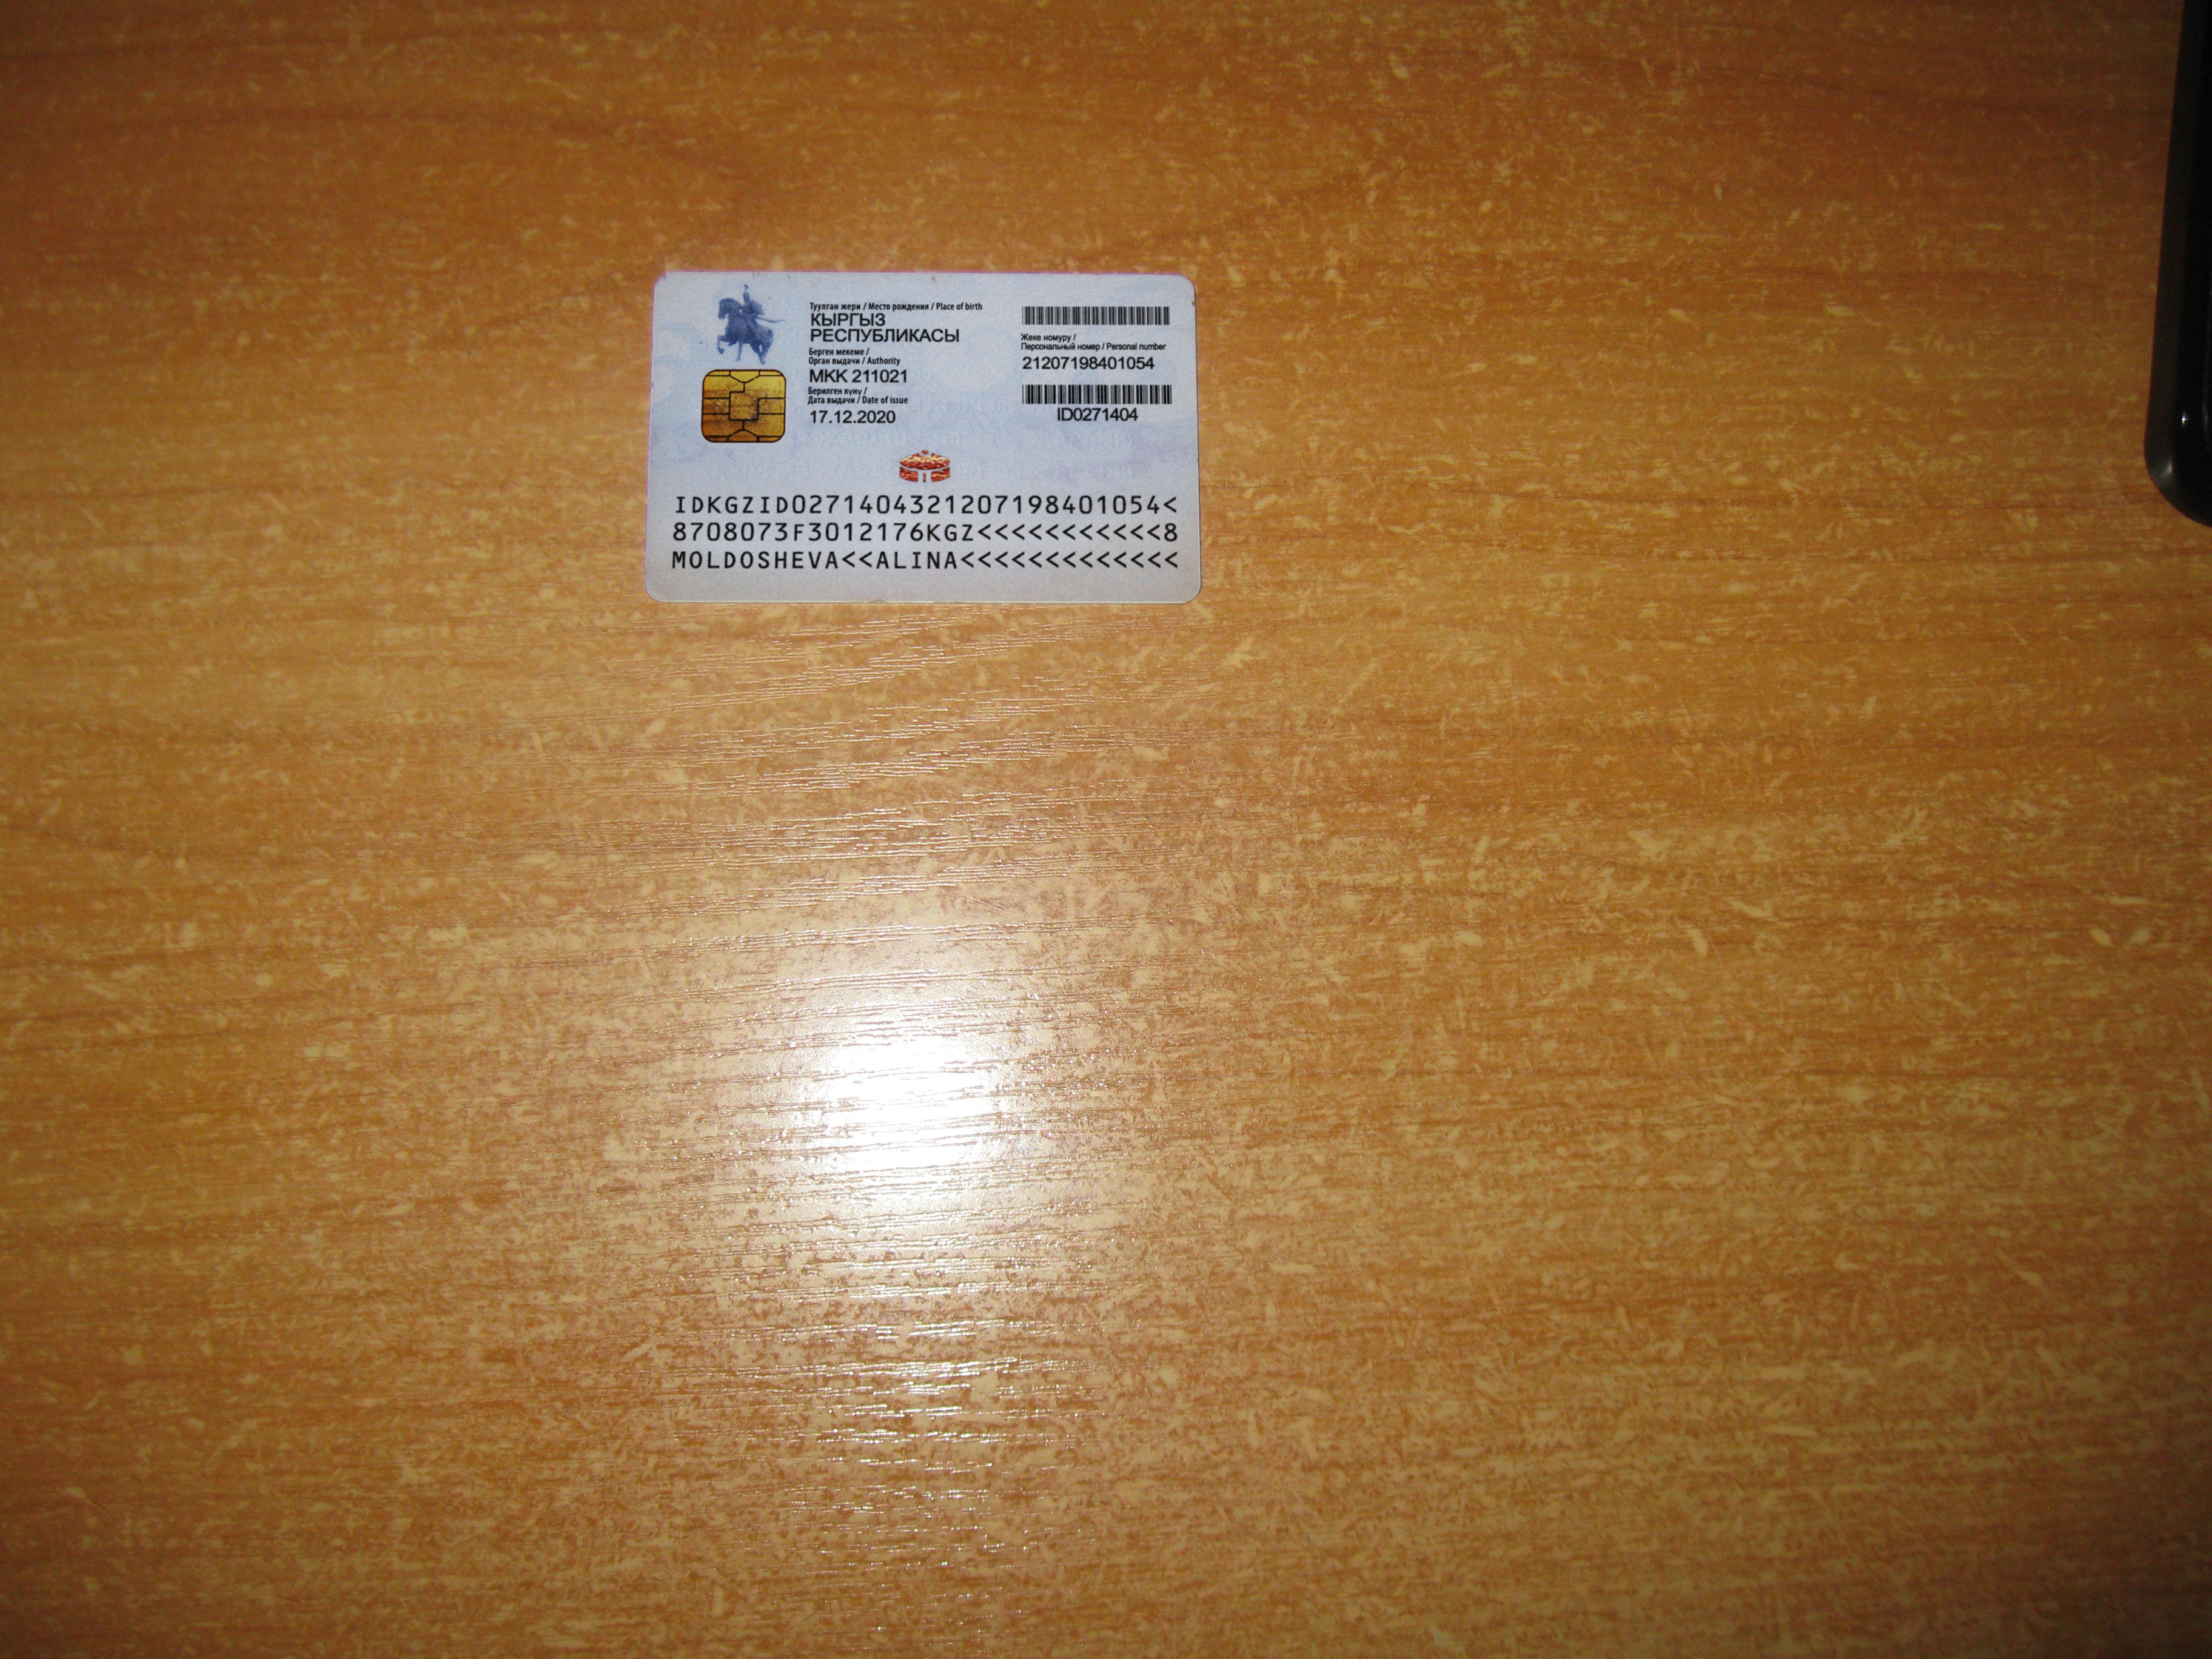 Туулган жери / Место рождения / Place of birth
КЫРГЫЗ
РЕСПУБЛИКАСЫ
Берген мекеме /
Орган выдачи / Authority
МКК 211021
Берилген күнү /
Дата выдачи / Date of issue
17.12.2020
Жеке номуру /
Персональный номер / Personal number
21207198401054
ID0271404
IDKGZID0271404321207198401054<
8708073F3012176KGZ<<<<<<<<<<<8
MOLDOSHEVA<<ALINA<<<<<<<<<<<<<